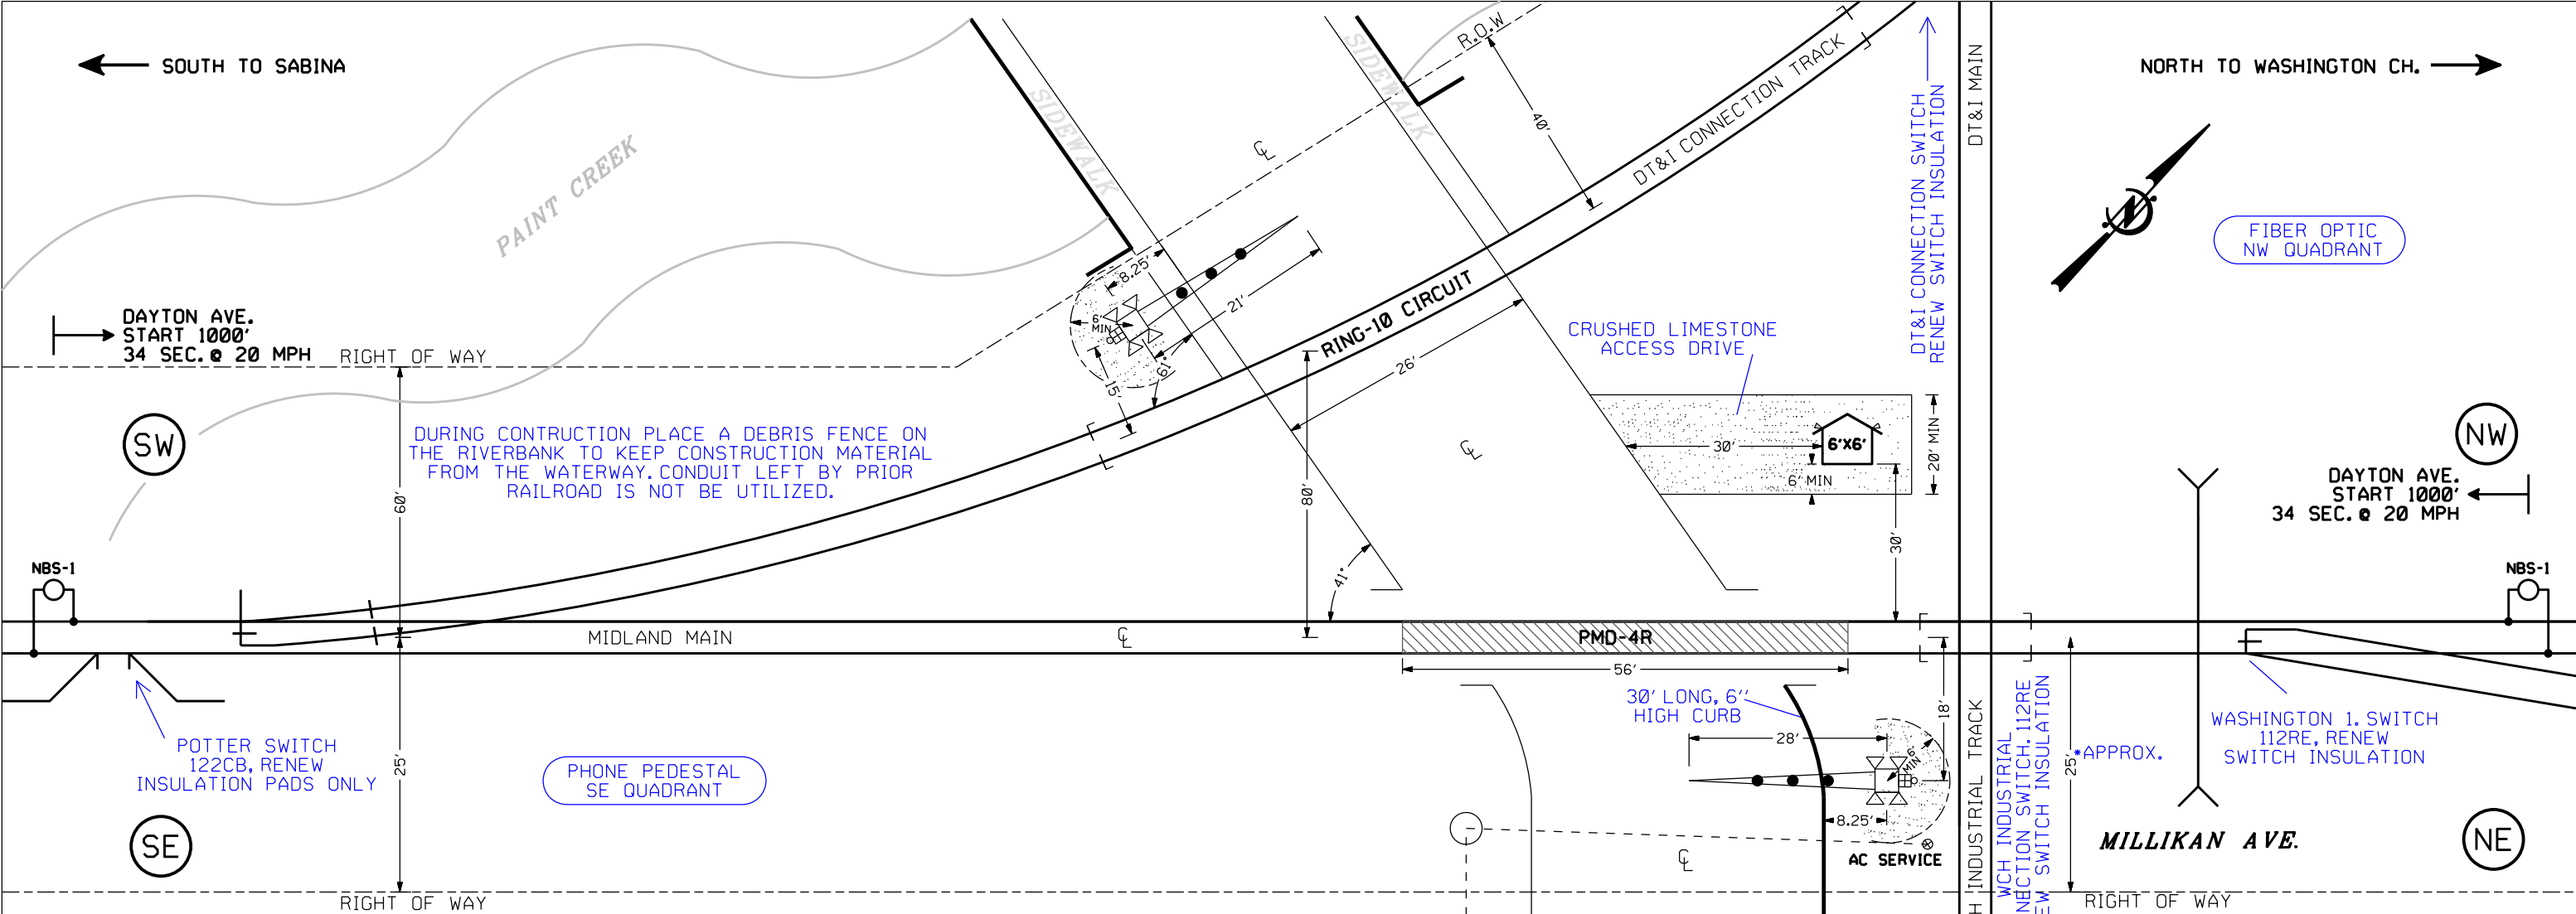 SOUTH TO SABINA
NORTH TO WASHINGTON CH.
PAINT CREEK
SIDEWALK
SIDEWALK
R.O.W
40'
DT&I CONNECTION TRACK
DT&I CONNECTION SWITCH
RENEW SWITCH INSULATION
DT&I MAIN
FIBER OPTIC
NW QUADRANT
N
DAYTON AVE.
START 1000'
34 SEC. @ 20 MPH
RIGHT OF WAY
℄
8.25'
21'
6'
MIN
15'
61°
RING-10 CIRCUIT
26'
80'
CRUSHED LIMESTONE
ACCESS DRIVE
30'
6'X6'
6' MIN
20' MIN
30'
℄
SW
NW
DURING CONTRUCTION PLACE A DEBRIS FENCE ON
THE RIVERBANK TO KEEP CONSTRUCTION MATERIAL
FROM THE WATERWAY. CONDUIT LEFT BY PRIOR
RAILROAD IS NOT BE UTILIZED.
60'
DAYTON AVE.
START 1000'
34 SEC. @ 20 MPH
41°
NBS-1
NBS-1
MIDLAND MAIN
℄
PMD-4R
56'
30' LONG, 6''
HIGH CURB
28'
18'
6'
MIN
8.25'
AC SERVICE
℄
POTTER SWITCH
122CB, RENEW
INSULATION PADS ONLY
25'
PHONE PEDESTAL
SE QUADRANT
H INDUSTRIAL TRACK
WCH INDUSTRIAL
NECTION SWITCH. 112RE
EW SWITCH INSULATION
25'
*APPROX.
WASHINGTON 1. SWITCH
112RE, RENEW
SWITCH INSULATION
MILLIKAN AVE.
SE
NE
RIGHT OF WAY
RIGHT OF WAY